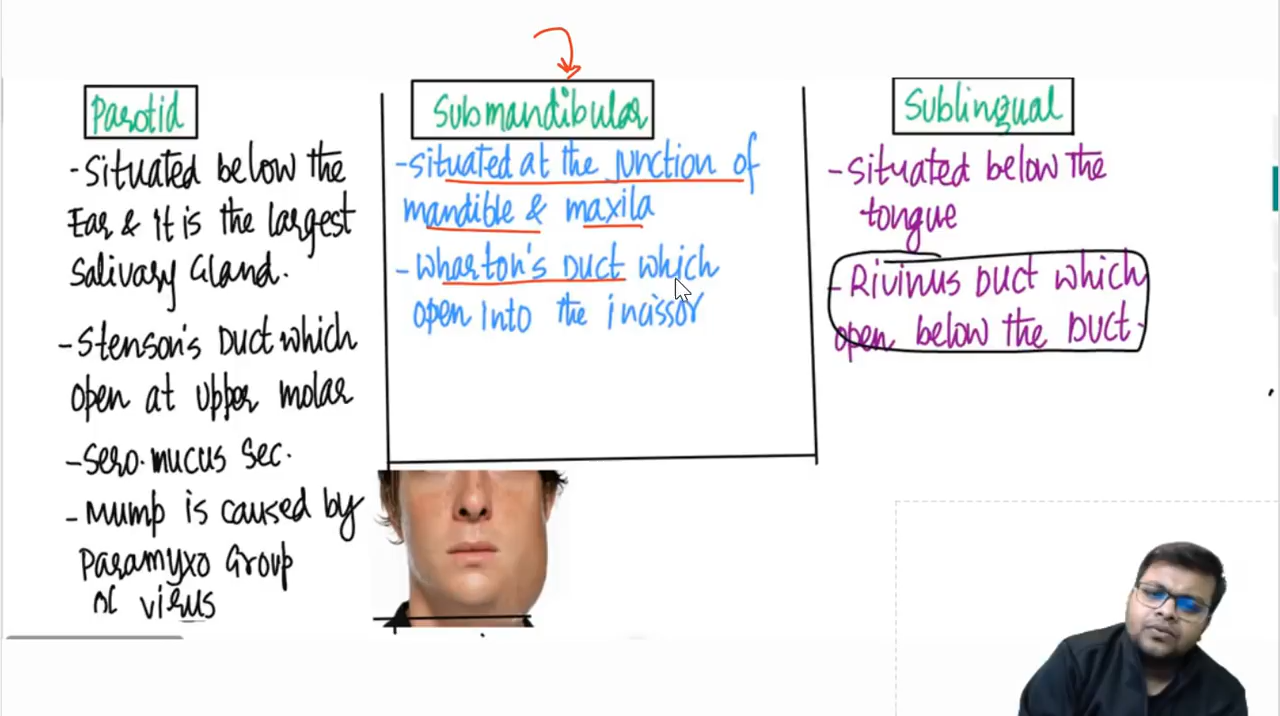 Parotid
-Situated below the
Ear & It is the largest
Salivary Gland.
-Stenson's Duct which
open at upper molar
-Sero.mucus Sec.
-Mump is caused by
Paramyxo Group
of virus
Submandibular
-situated at the junction of
mandible & maxila
-Wharton's Duct which
open into the incissor
Sublingual
-Situated below the
tongue
-Rivinus Duct which
open below the Duct.